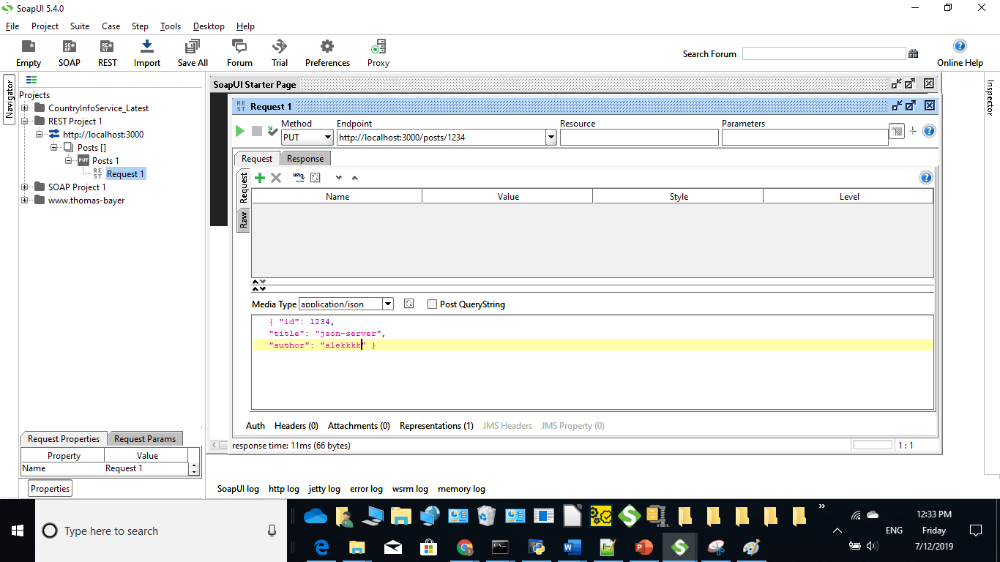 SoapUI 5.4.0
File Project Suite Case Step Tools Desktop Help
Empty SOAP REST Import Save All Forum Trial Preferences Proxy Search Forum Online Help
Navigator
Projects
CountryInfoService_Latest
REST Project 1
http://localhost:3000
Posts []
PUT Posts 1
REST Request 1
SOAP Project 1
www.thomas-bayer
SoapUI Starter Page
REST Request 1
Method Endpoint Resource Parameters
PUT http://localhost:3000/posts/1234
Request Response
Request
Raw
Name Value Style Level
Media Type application/json Post QueryString
{ "id": 1234,
"title": "json-server",
"author": "alekkkk" }
Auth Headers (0) Attachments (0) Representations (1) JMS Headers JMS Property (0)
response time: 11ms (66 bytes) 1 : 1
Inspector
Request Properties Request Params
Property Value
Name Request 1
Properties
SoapUI log http log jetty log error log wsrm log memory log
Type here to search
ENG
12:33 PM
Friday
7/12/2019